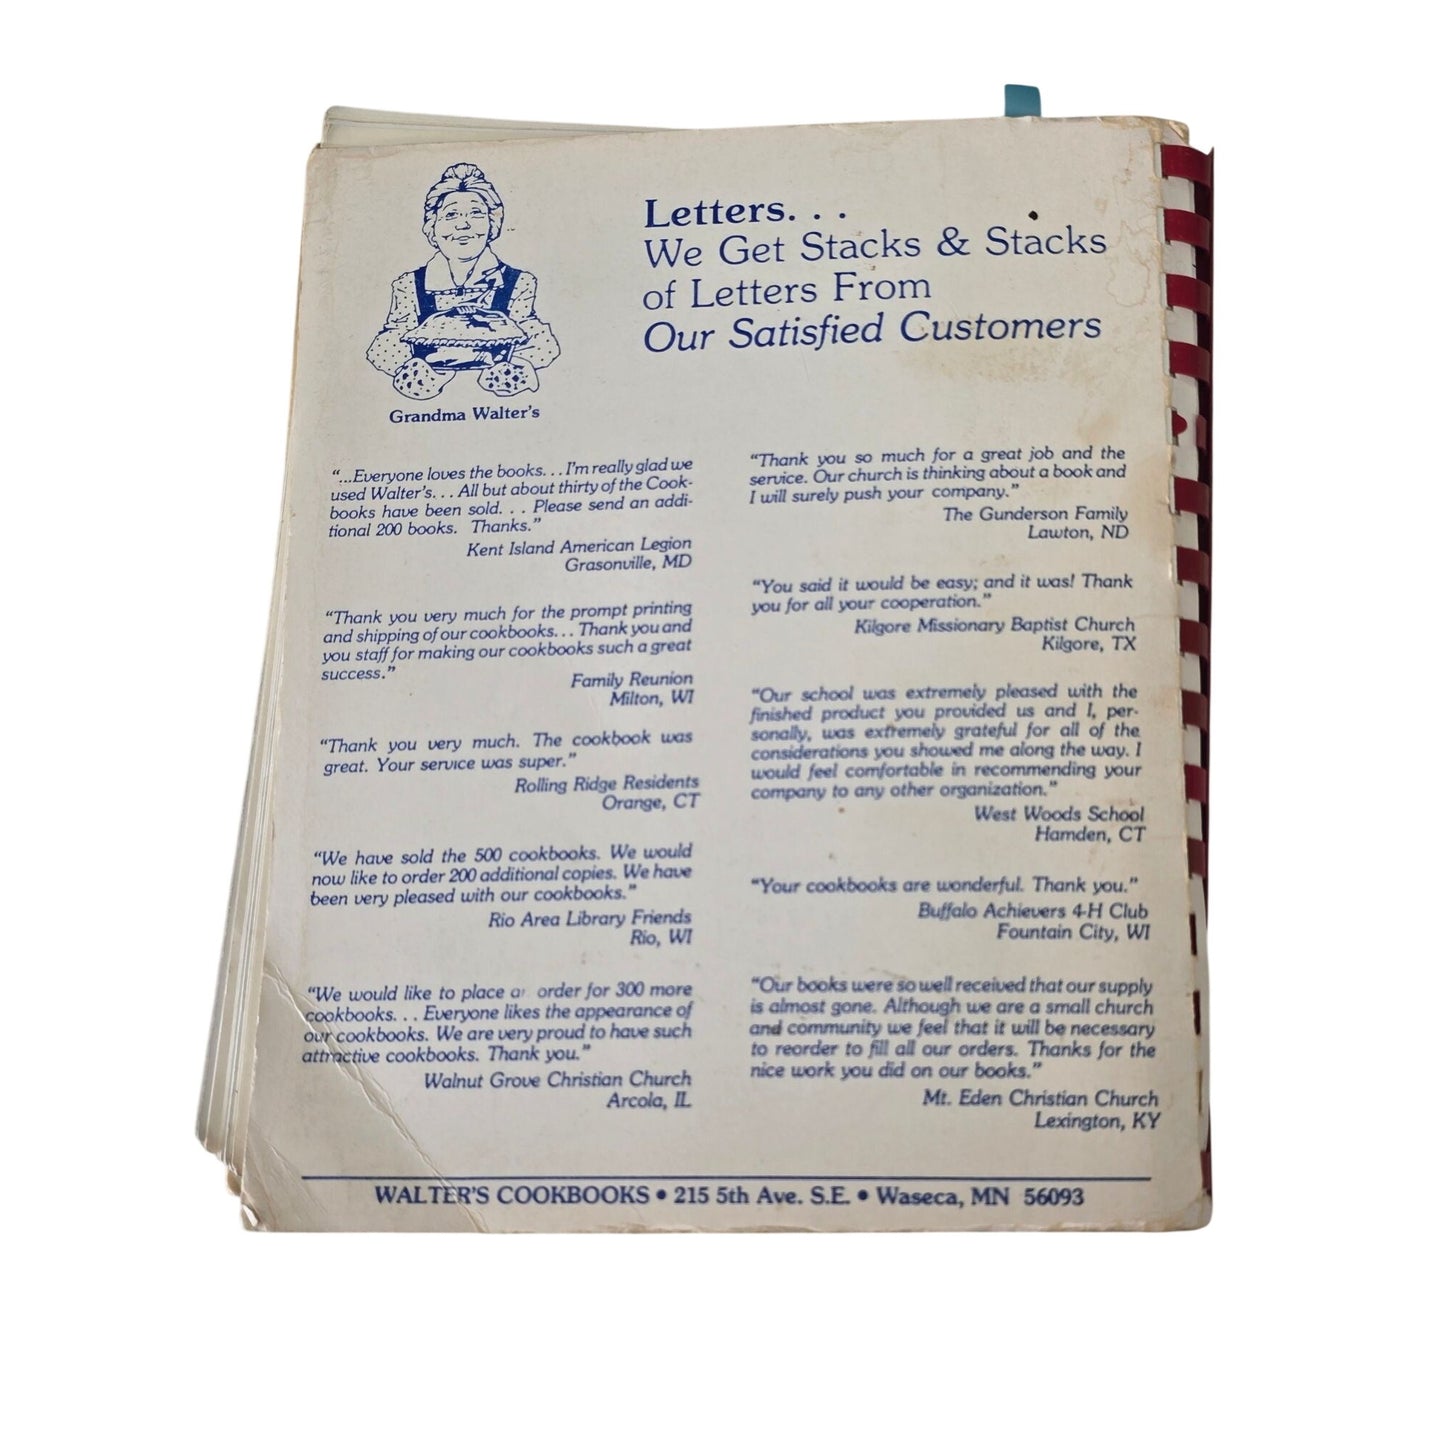 Letters. . .
We Get Stacks & Stacks
of Letters From
Our Satisfied Customers
Grandma Walter's
"...Everyone loves the books. . . I'm really glad we
used Walter's. . . All but about thirty of the Cook-
books have been sold. . . Please send an addi-
tional 200 books. Thanks."
Kent Island American Legion
Grasonville, MD
"Thank you very much for the prompt printing
and shipping of our cookbooks. . . Thank you and
you staff for making our cookbooks such a great
success."
Family Reunion
Milton, WI
"Thank you very much. The cookbook was
great. Your service was super."
Rolling Ridge Residents
Orange, CT
"We have sold the 500 cookbooks. We would
now like to order 200 additional copies. We have
been very pleased with our cookbooks."
Rio Area Library Friends
Rio, WI
"We would like to place order for 300 more
cookbooks. . . Everyone likes the appearance of
our cookbooks. We are very proud to have such
attractive cookbooks. Thank you."
Walnut Grove Christian Church
Arcola, IL
"Thank you so much for a great job and the
service. Our church is thinking about a book and
I will surely push your company."
The Gunderson Family
Lawton, ND
"You said it would be easy; and it was! Thank
you for all your cooperation."
Kilgore Missionary Baptist Church
Kilgore, TX
"Our school was extremely pleased with the
finished product you provided us and I, per-
sonally, was extremely grateful for all of the
considerations you showed me along the way. I
would feel comfortable in recommending your
company to any other organization."
West Woods School
Hamden, CT
"Your cookbooks are wonderful. Thank you."
Buffalo Achievers 4-H Club
Fountain City, WI
"Our books were so well received that our supply
is almost gone. Although we are a small church
and community we feel that it will be necessary
to reorder to fill all our orders. Thanks for the
nice work you did on our books."
Mt. Eden Christian Church
Lexington, KY
WALTER'S COOKBOOKS • 215 5th Ave. S.E. • Waseca, MN 56093